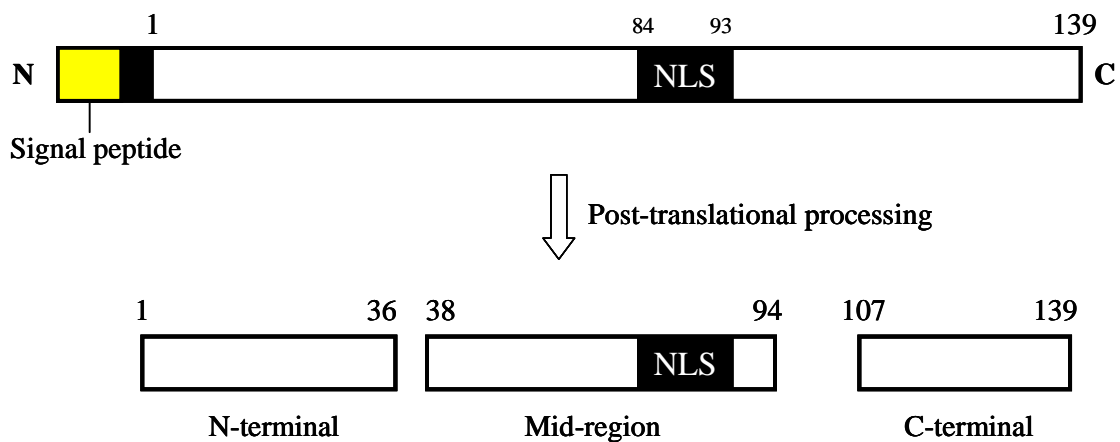 1 84 93 139
N NLS C
Signal peptide
Post-translational processing
1 36 38 94 107 139
NLS
N-terminal Mid-region C-terminal